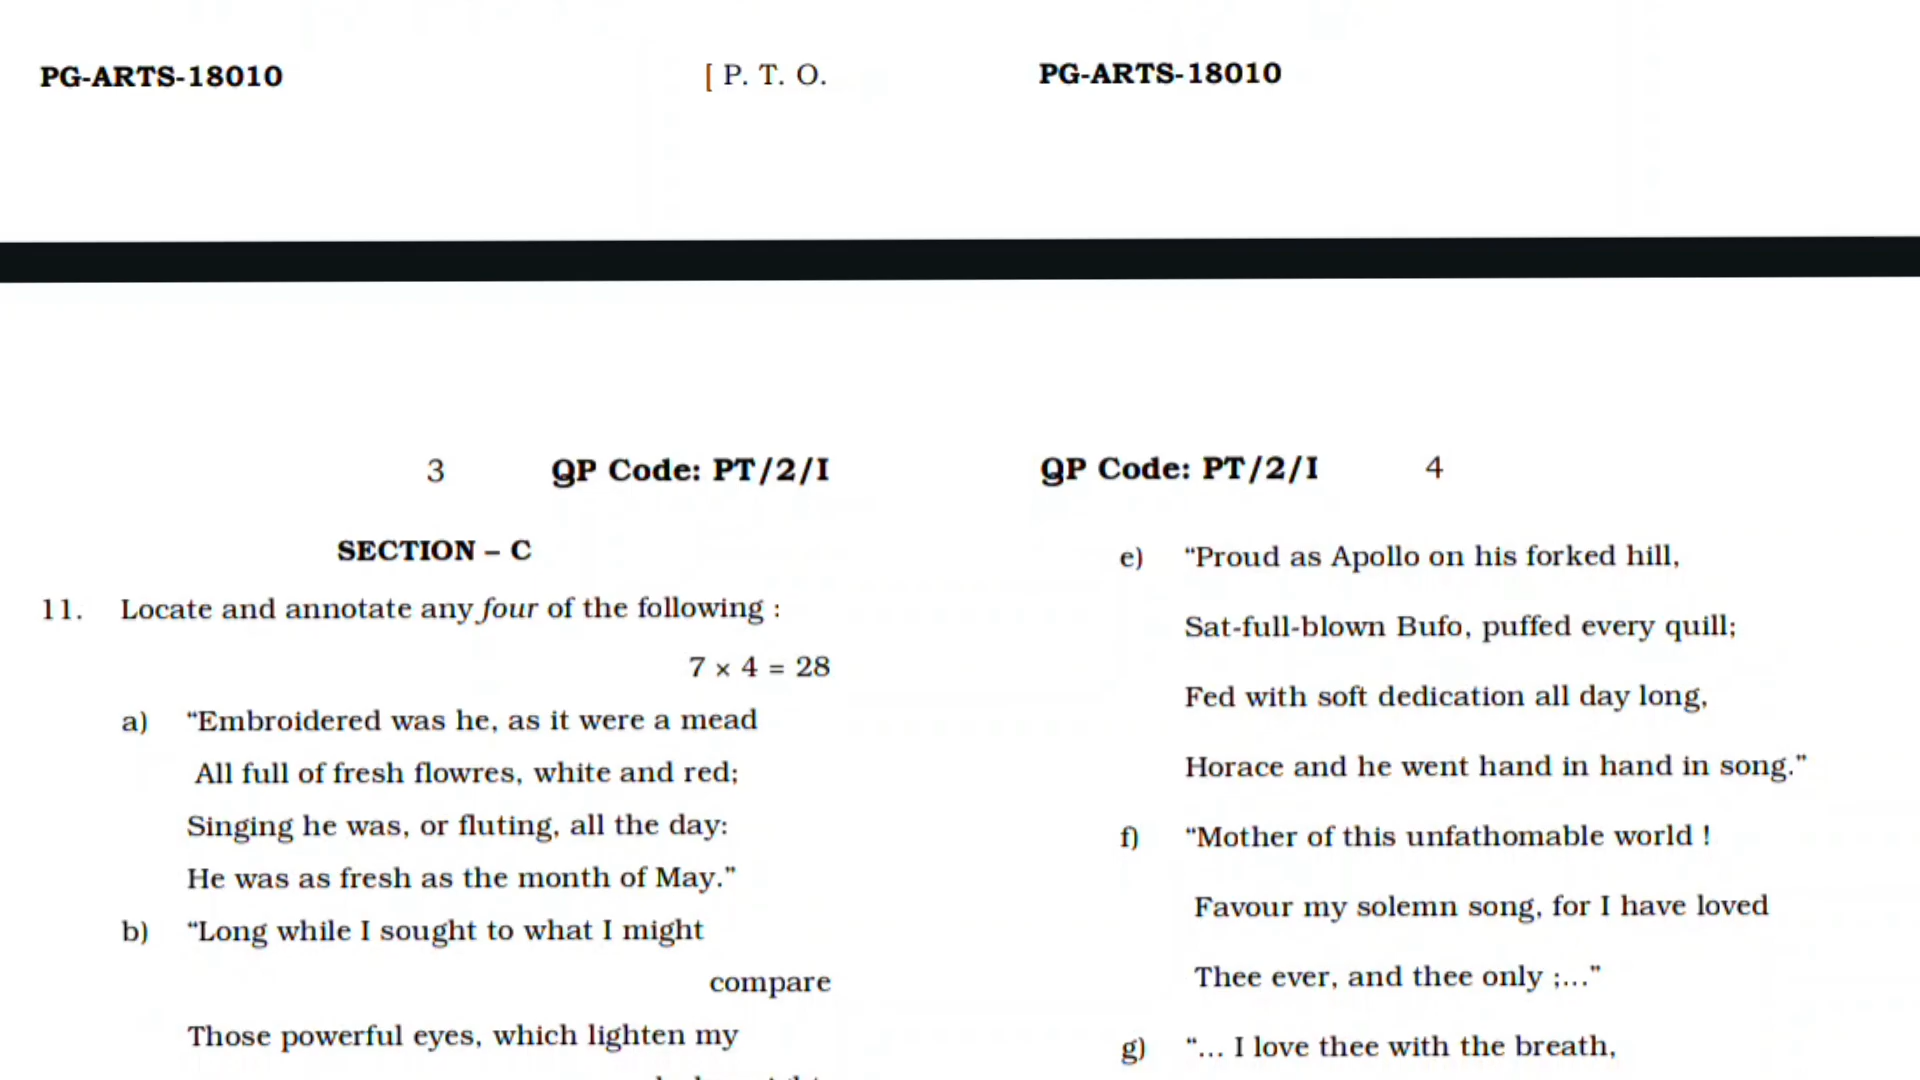 PG-ARTS-18010 [ P. T. O.
PG-ARTS-18010
3 QP Code: PT/2/I
SECTION – C
11. Locate and annotate any four of the following :
7 × 4 = 28
a) “Embroidered was he, as it were a mead
All full of fresh flowres, white and red;
Singing he was, or fluting, all the day:
He was as fresh as the month of May.”
b) “Long while I sought to what I might
compare
Those powerful eyes, which lighten my
QP Code: PT/2/I 4
e) “Proud as Apollo on his forked hill,
Sat-full-blown Bufo, puffed every quill;
Fed with soft dedication all day long,
Horace and he went hand in hand in song.”
f) “Mother of this unfathomable world !
Favour my solemn song, for I have loved
Thee ever, and thee only ;...”
g) “... I love thee with the breath,